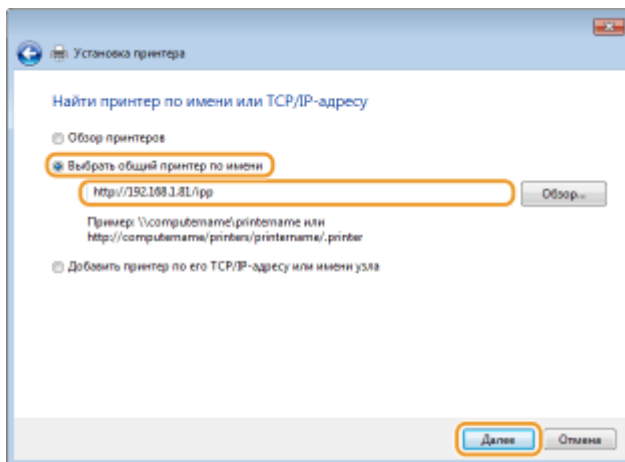 Установка принтера
Найти принтер по имени или TCP/IP-адресу
Обзор принтеров
Выбрать общий принтер по имени
http://192.168.1.81/ipp
Обзор...
Пример: \\computername\printername или
http://computername/printers/printername/.printer
Добавить принтер по его TCP/IP-адресу или имени узла
Далее
Отмена